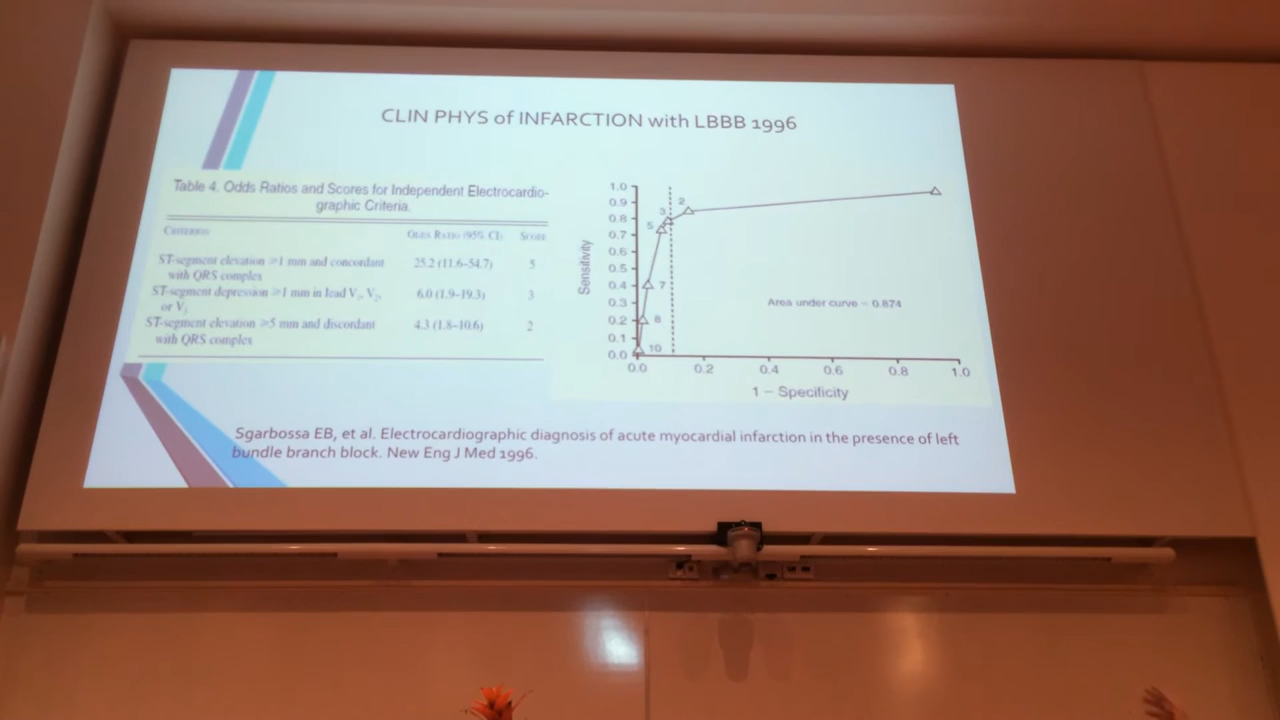 CLIN PHYS of INFARCTION with LBBB 1996
Table 4. Odds Ratios and Scores for Independent Electrocardio-
graphic Criteria.
CRITERION ODDS RATIO (95% CI) SCORE
ST-segment elevation ≥1 mm and concordant 25.2 (11.6–54.7) 5
with QRS complex
ST-segment depression ≥1 mm in lead V1, V2, 6.0 (1.9–19.3) 3
or V3
ST-segment elevation ≥5 mm and discordant 4.3 (1.8–10.6) 2
with QRS complex
Sensitivity
1.0
0.9
0.8
0.7
0.6
0.5
0.4
0.3
0.2
0.1
0.0
2
3
5
7
8
10
Area under curve = 0.874
0.0 0.2 0.4 0.6 0.8 1.0
1 − Specificity
Sgarbossa EB, et al. Electrocardiographic diagnosis of acute myocardial infarction in the presence of left
bundle branch block. New Eng J Med 1996.